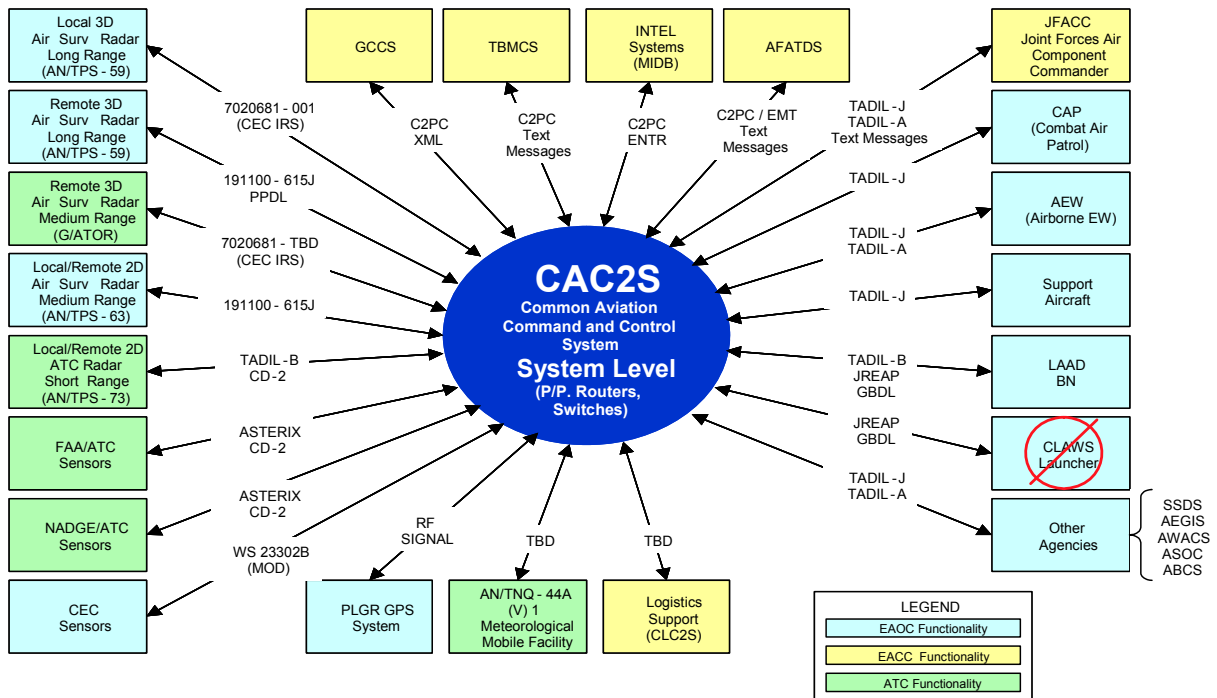 Local 3D
Air Surv Radar
Long Range
(AN/TPS - 59)
Remote 3D
Air Surv Radar
Long Range
(AN/TPS - 59)
Remote 3D
Air Surv Radar
Medium Range
(G/ATOR)
Local/Remote 2D
Air Surv Radar
Medium Range
(AN/TPS - 63)
Local/Remote 2D
ATC Radar
Short Range
(AN/TPS - 73)
FAA/ATC
Sensors
NADGE/ATC
Sensors
CEC
Sensors
7020681 - 001
(CEC IRS)
191100 - 615J
PPDL
7020681 - TBD
(CEC IRS)
191100 - 615J
TADIL - B
CD - 2
ASTERIX
CD - 2
ASTERIX
CD - 2
WS 23302B
(MOD)
GCCS
TBMCS
INTEL
Systems
(MIDB)
AFATDS
C2PC
XML
C2PC
Text
Messages
C2PC
ENTR
C2PC / EMT
Text
Messages
CAC2S
Common Aviation
Command and Control
System
System Level
(P/P. Routers,
Switches)
RF
SIGNAL
TBD
TBD
PLGR GPS
System
AN/TNQ - 44A
(V) 1
Meteorological
Mobile Facility
Logistics
Support
(CLC2S)
TADIL - J
TADIL - A
Text Messages
TADIL - J
TADIL - J
TADIL - A
TADIL - J
TADIL - B
JREAP
GBDL
JREAP
GBDL
TADIL - J
TADIL - A
JFACC
Joint Forces Air
Component
Commander
CAP
(Combat Air
Patrol)
AEW
(Airborne EW)
Support
Aircraft
LAAD
BN
CLAWS
Launcher
Other
Agencies
SSDS
AEGIS
AWACS
ASOC
ABCS
LEGEND
EAOC Functionality
EACC Functionality
ATC Functionality